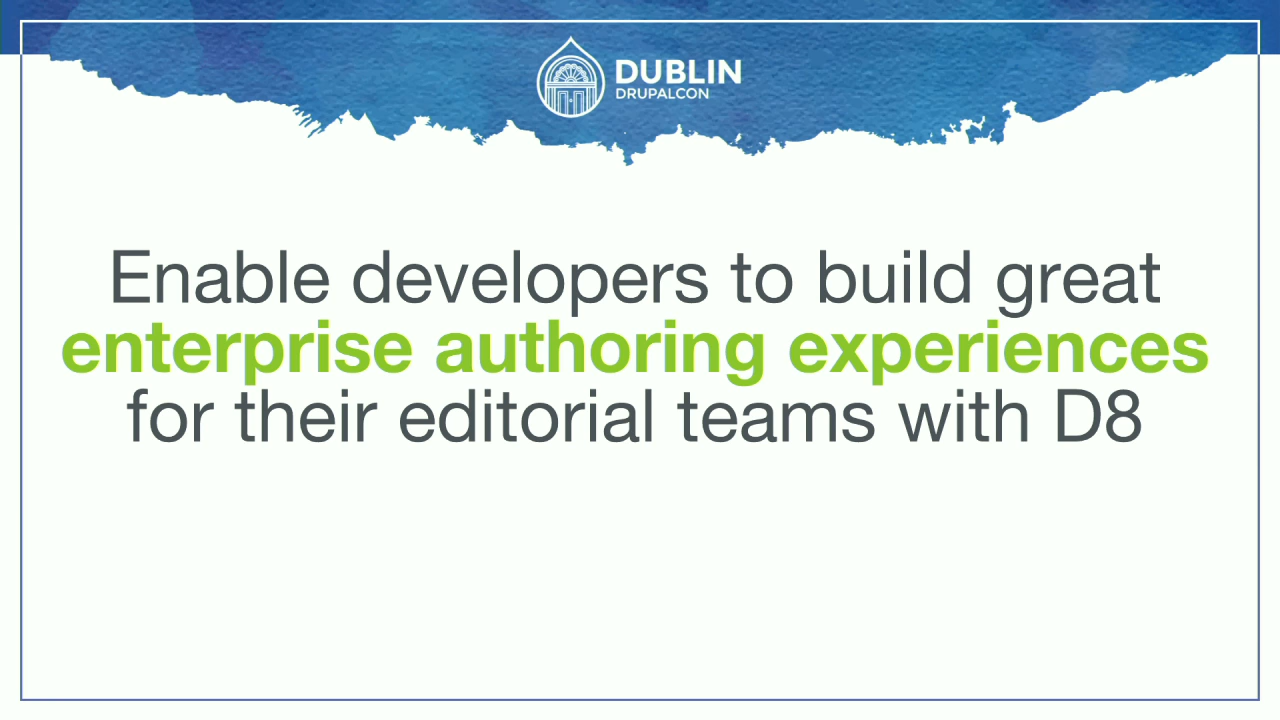 DUBLIN
DRUPALCON
Enable developers to build great
enterprise authoring experiences
for their editorial teams with D8